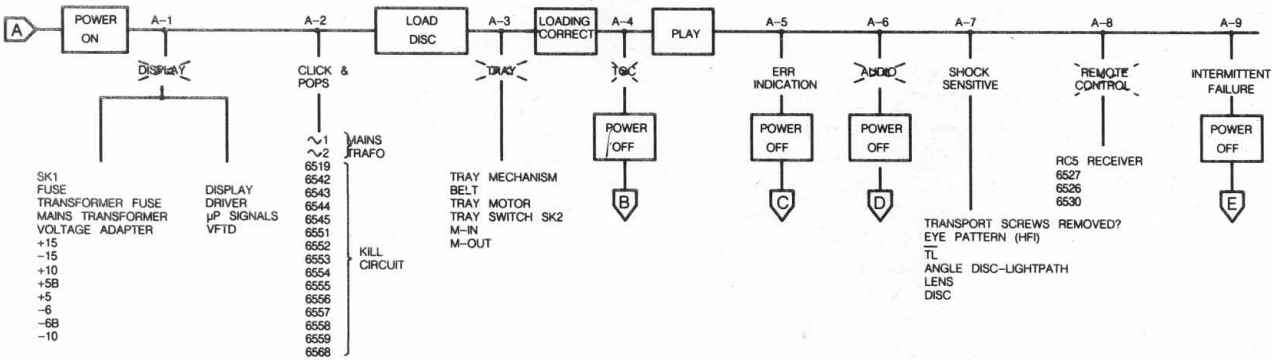 A
POWER
ON
A-1
A-2
LOAD
DISC
A-3
LOADING
CORRECT
A-4
PLAY
A-5
A-6
A-7
A-8
A-9
DISPLAY
CLICK &
POPS
TRAY
TOC
ERR
INDICATION
AUDIO
SHOCK
SENSITIVE
REMOTE
CONTROL
INTERMITTENT
FAILURE
POWER
OFF
POWER
OFF
POWER
OFF
POWER
OFF
B
C
D
E
SK1
FUSE
TRANSFORMER FUSE
MAINS TRANSFORMER
VOLTAGE ADAPTER
+15
-15
+10
+5B
+5
-6
-6B
-10
DISPLAY
DRIVER
µP SIGNALS
VFTD
~1
~2
MAINS
TRAFO
6519
6542
6543
6544
6545
6551
6552
6553
6554
6555
6556
6557
6558
6559
6568
KILL
CIRCUIT
TRAY MECHANISM
BELT
TRAY MOTOR
TRAY SWITCH SK2
M-IN
M-OUT
TRANSPORT SCREWS REMOVED?
EYE PATTERN (HFI)
TL
ANGLE DISC-LIGHTPATH
LENS
DISC
RC5 RECEIVER
6527
6526
6530